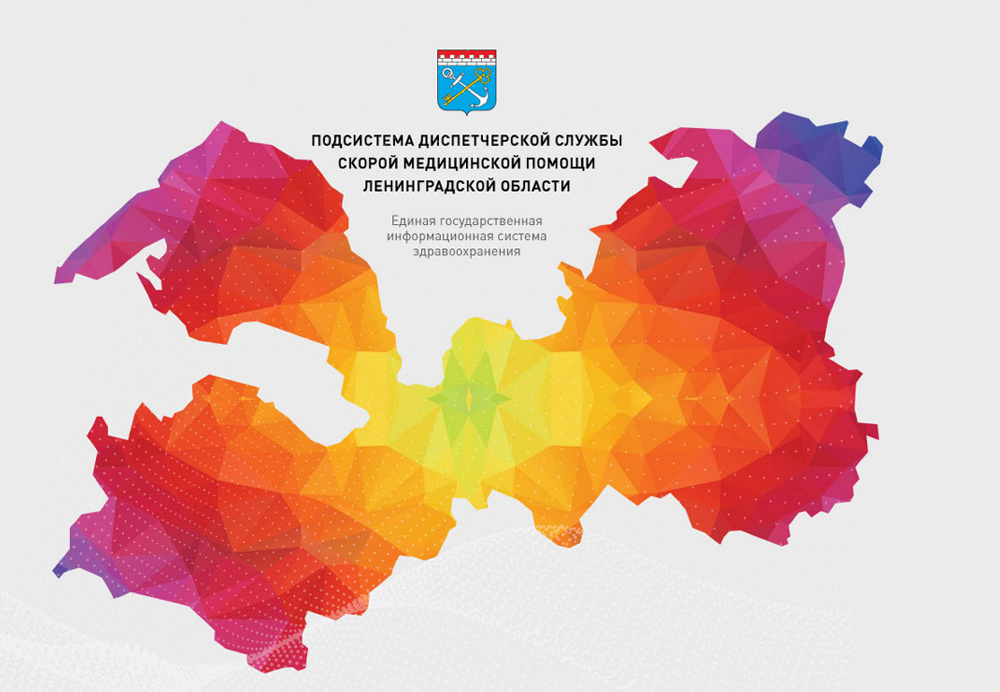 ПОДСИСТЕМА ДИСПЕТЧЕРСКОЙ СЛУЖБЫ
СКОРОЙ МЕДИЦИНСКОЙ ПОМОЩИ
ЛЕНИНГРАДСКОЙ ОБЛАСТИ
Единая государственная
информационная система
здравоохранения